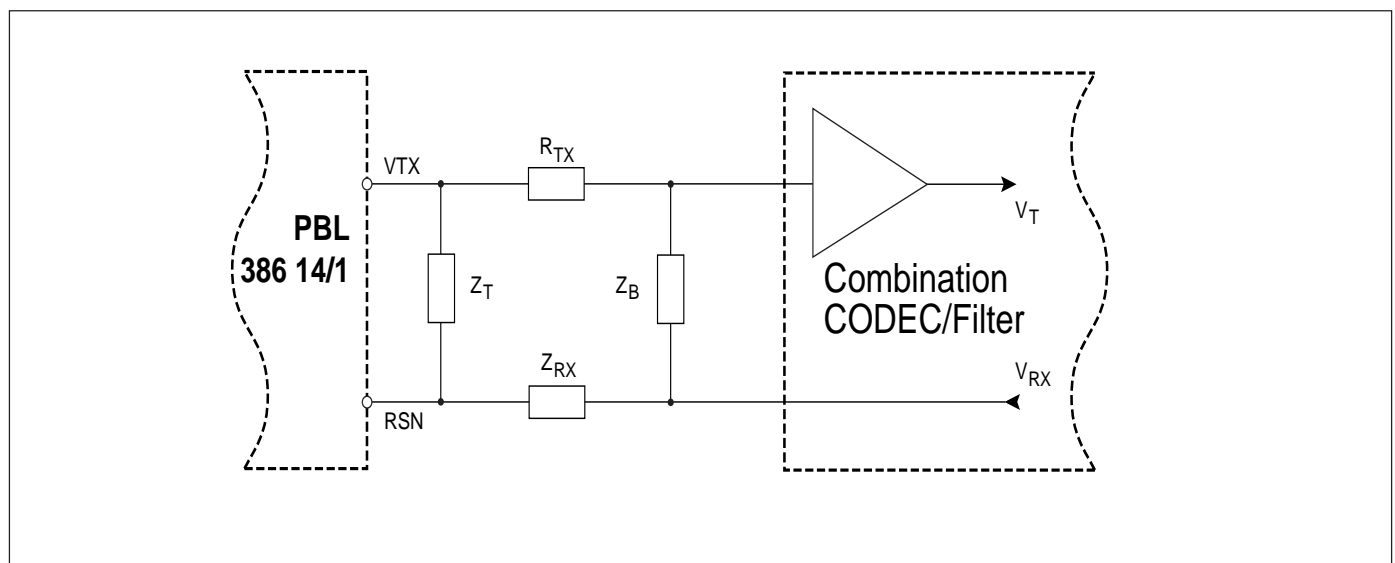 R_TX
VTX
PBL
386 14/1
Z_T
Z_B
V_T
Combination
CODEC/Filter
Z_RX
V_RX
RSN